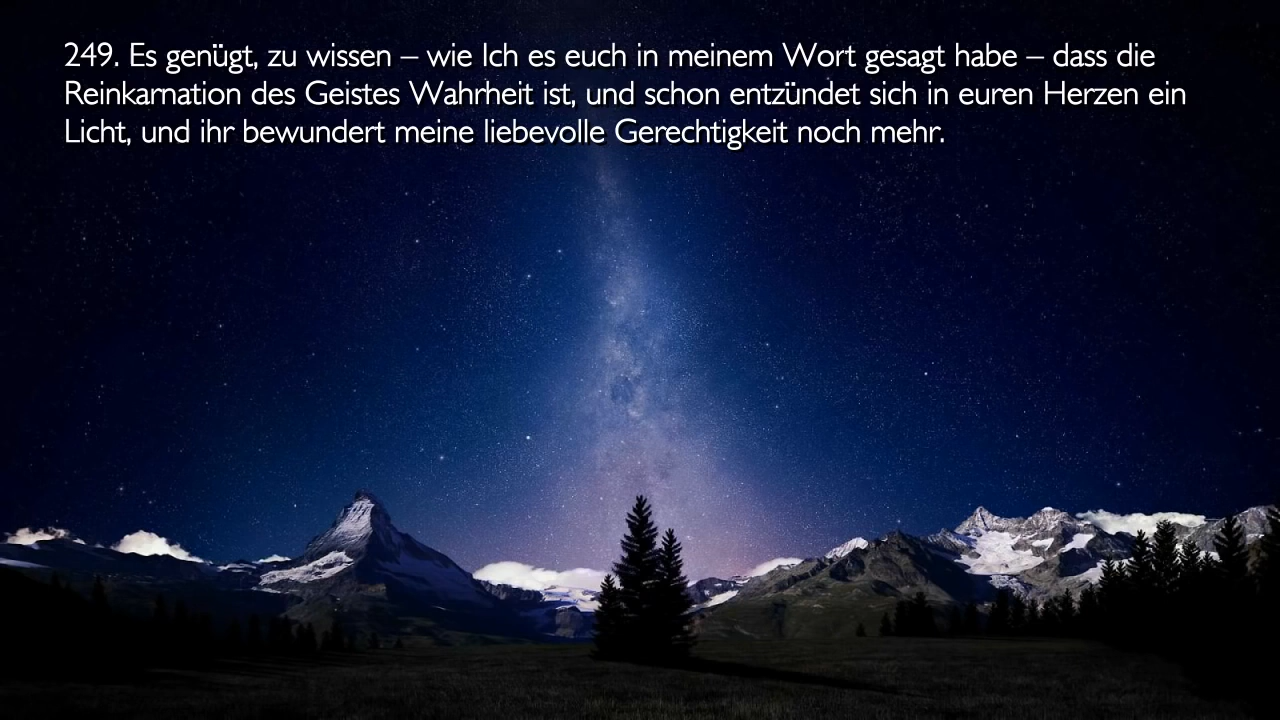 249. Es genügt, zu wissen – wie Ich es euch in meinem Wort gesagt habe – dass die
Reinkarnation des Geistes Wahrheit ist, und schon entzündet sich in euren Herzen ein
Licht, und ihr bewundert meine liebevolle Gerechtigkeit noch mehr.